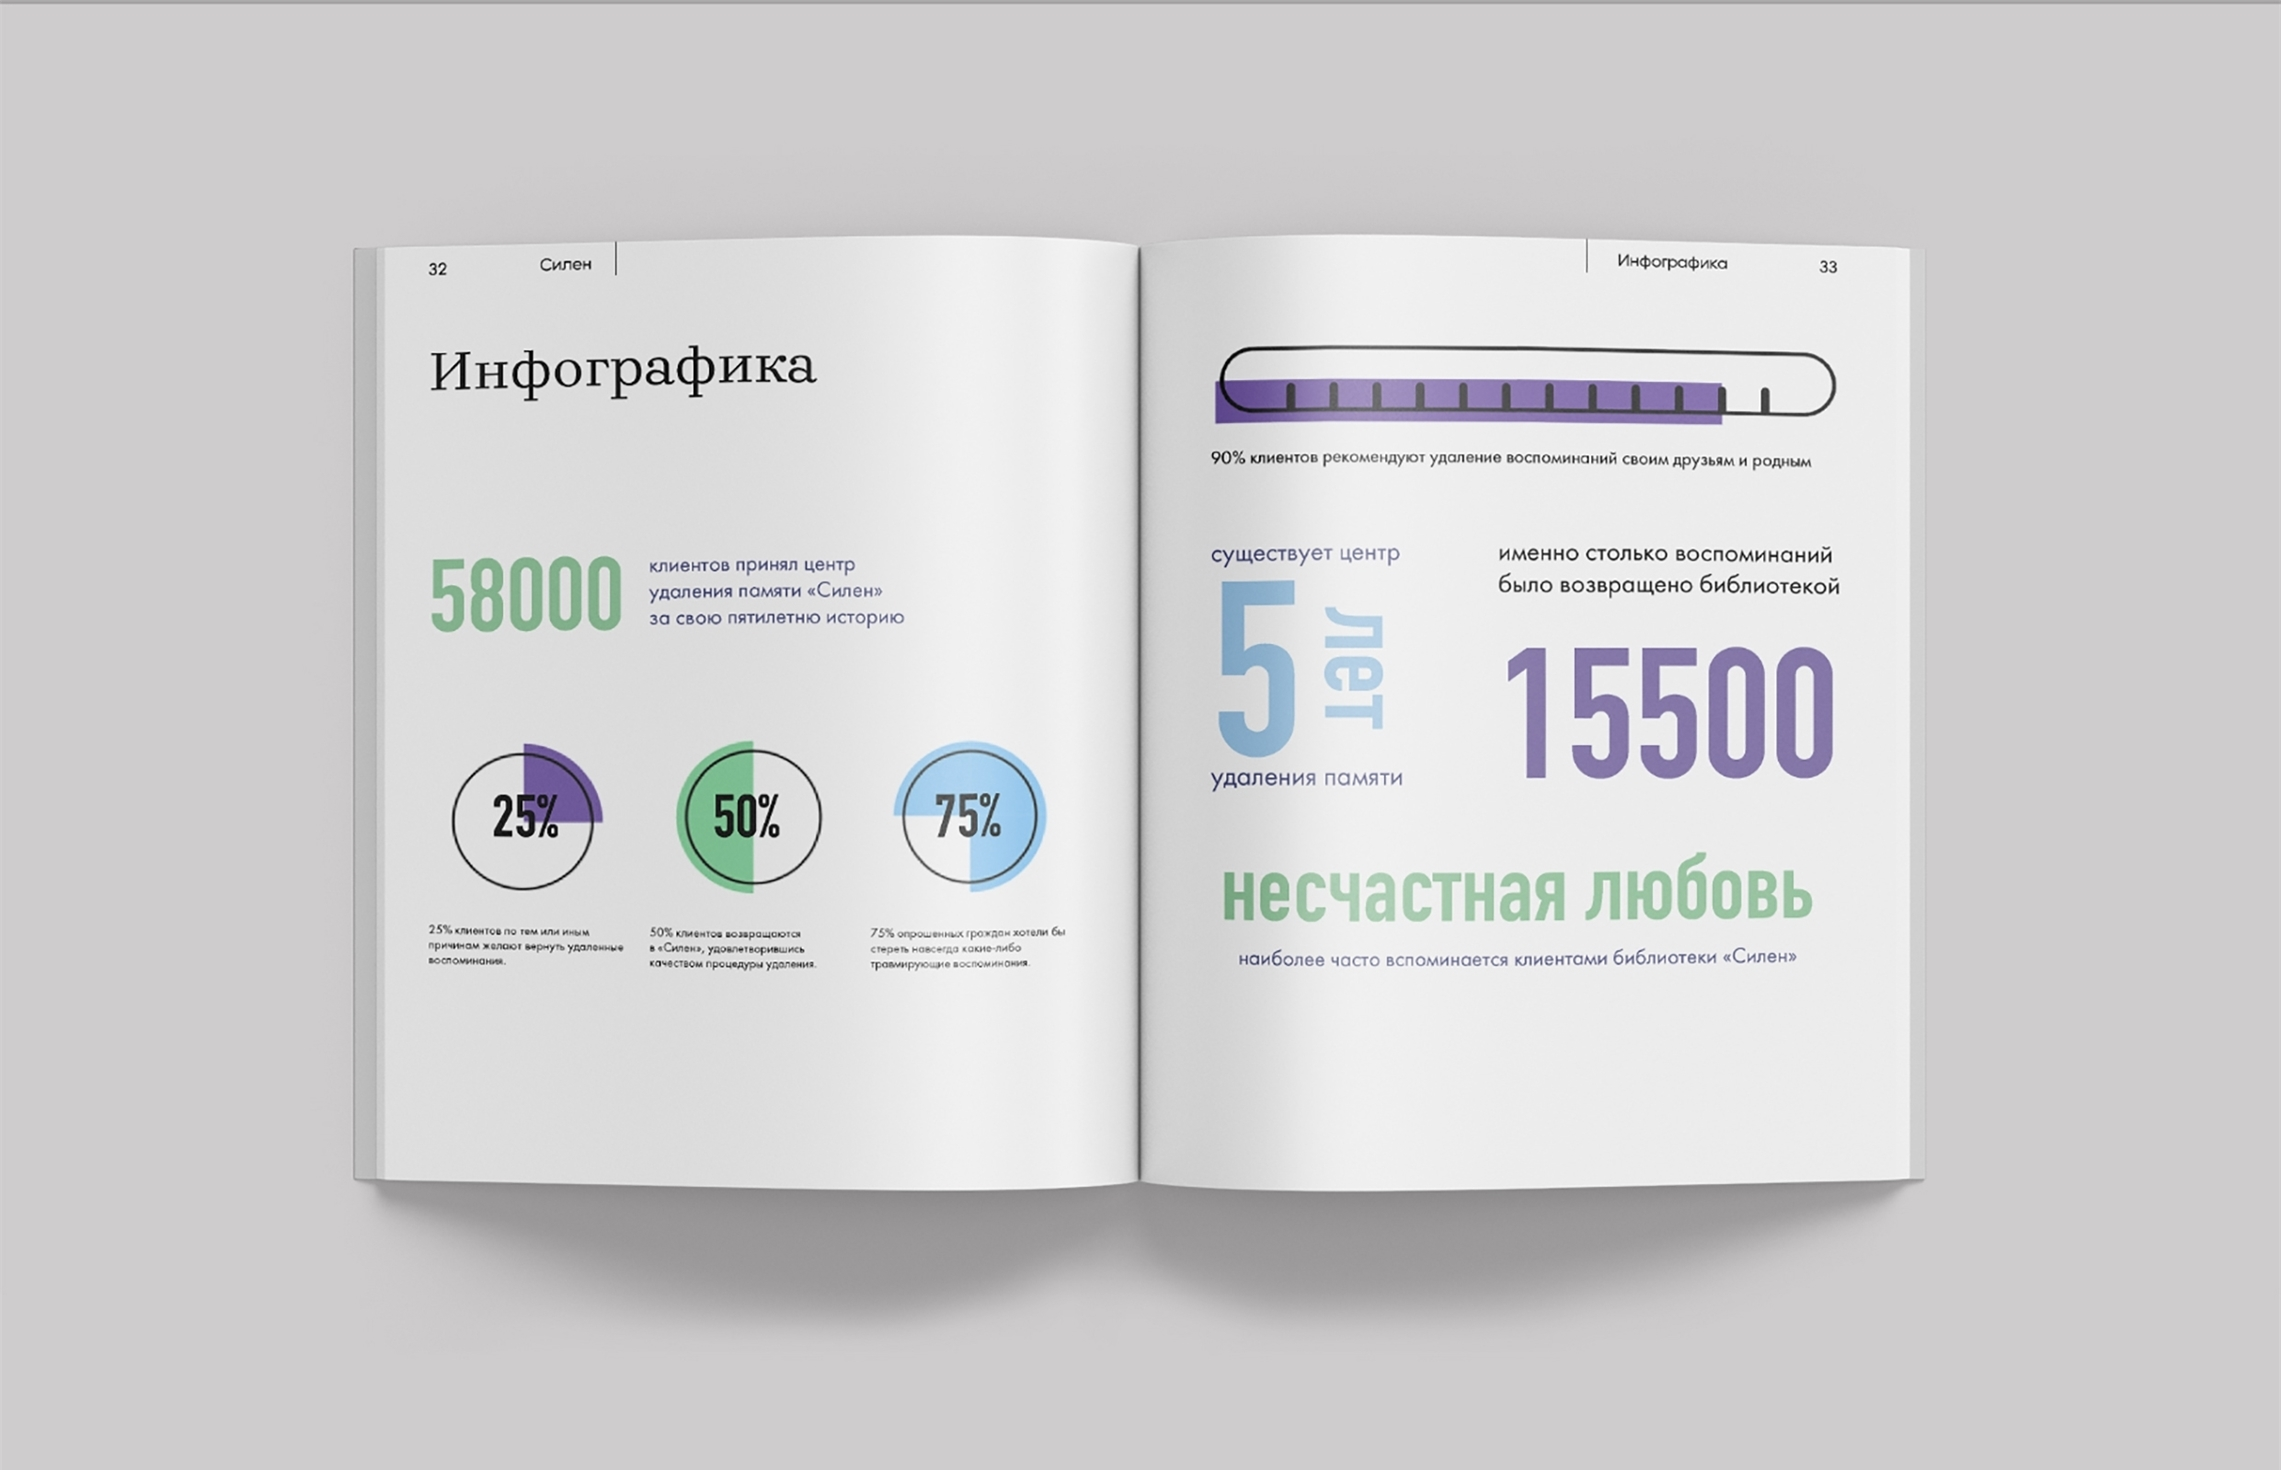 32
Силен
Инфографика
58000
клиентов принял центр
удаления памяти «Силен»
за свою пятилетню историю
25%
50%
75%
25% клиентов по тем или иным
причинам желают вернуть удаленные
воспоминания.
50% клиентов возвращаются
в «Силен», удовлетворившись
качеством процедуры удаления.
75% опрошенных граждан хотели бы
стереть навсегда какие-либо
травмирующие воспоминания.
Инфографика
33
90% клиентов рекомендуют удаление воспоминаний своим друзьям и родным
существует центр
5 лет
удаления памяти
именно столько воспоминаний
было возвращено библиотекой
15500
несчастная любовь
наиболее часто вспоминается клиентами библиотеки «Силен»